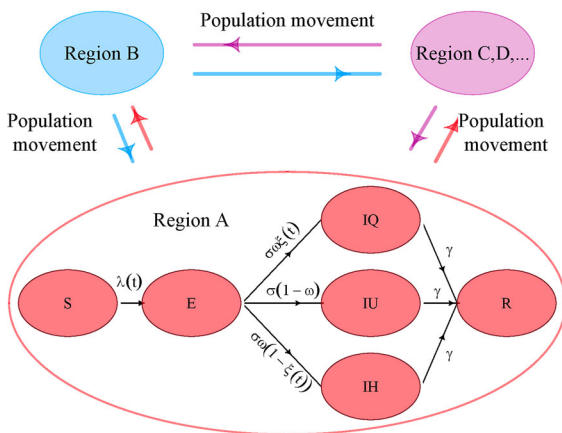 Population movement
Region B
Region C,D,...
Population
movement
Population
movement
Region A
IQ
σωξ(t)
γ
λ(t)
σ(1 − ω)
γ
S
E
IU
R
σω(1 − ξ(t))
γ
IH